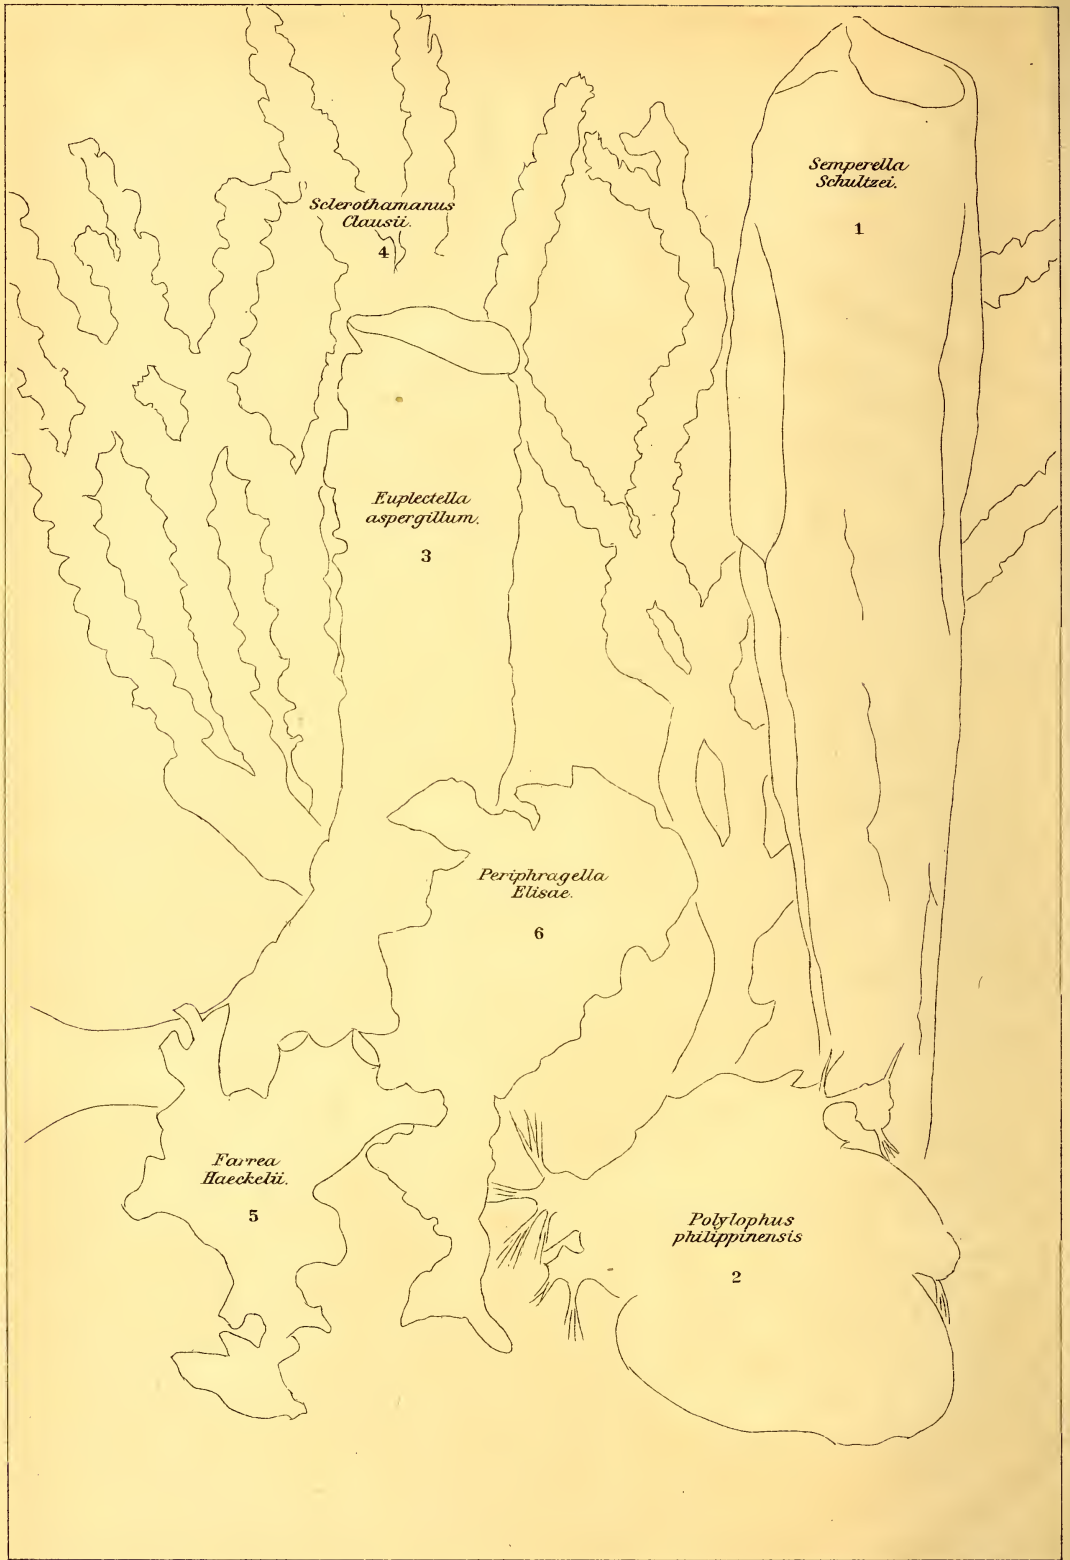 Semperella
Schultzei.
1
Sclerothamanus
Clausii.
4
Euplectella
aspergillum.
3
Periphragella
Elisae.
6
Farrea
Haeckelii.
5
Polylophus
philippinensis
2